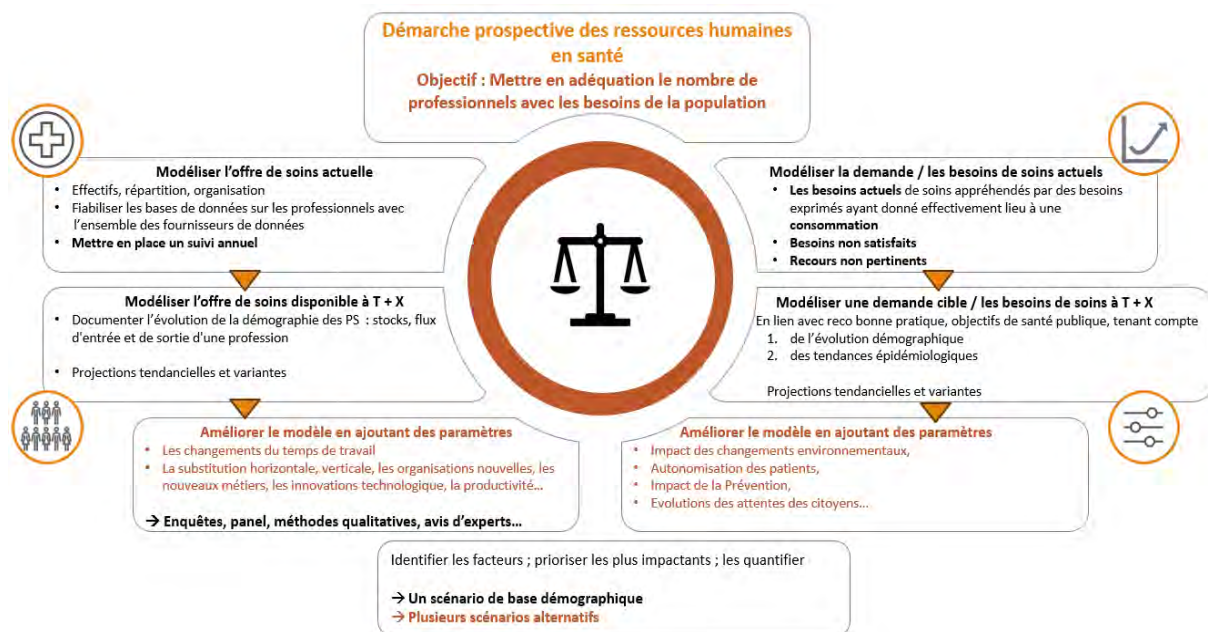 Démarche prospective des ressources humaines
en santé
Objectif : Mettre en adéquation le nombre de
professionnels avec les besoins de la population
Modéliser l'offre de soins actuelle
• Effectifs, répartition, organisation
• Fiabiliser les bases de données sur les professionnels avec
l'ensemble des fournisseurs de données
• Mettre en place un suivi annuel
Modéliser l'offre de soins disponible à T + X
• Documenter l'évolution de la démographie des PS : stocks, flux
d'entrée et de sortie d'une profession
• Projections tendancielles et variantes
Améliorer le modèle en ajoutant des paramètres
• Les changements du temps de travail
• La substitution horizontale, verticale, les organisations nouvelles, les
nouveaux métiers, les innovations technologique, la productivité...
→ Enquêtes, panel, méthodes qualitatives, avis d'experts...
Modéliser la demande / les besoins de soins actuels
• Les besoins actuels de soins appréhendés par des besoins
exprimés ayant donné effectivement lieu à une
consommation
• Besoins non satisfaits
• Recours non pertinents
Modéliser une demande cible / les besoins de soins à T + X
En lien avec reco bonne pratique, objectifs de santé publique, tenant compte
1. de l'évolution démographique
2. des tendances épidémiologiques
Projections tendancielles et variantes
Améliorer le modèle en ajoutant des paramètres
• Impact des changements environnementaux,
• Autonomisation des patients,
• Impact de la Prévention,
• Evolutions des attentes des citoyens...
Identifier les facteurs ; prioriser les plus impactants ; les quantifier
→ Un scénario de base démographique
→ Plusieurs scénarios alternatifs